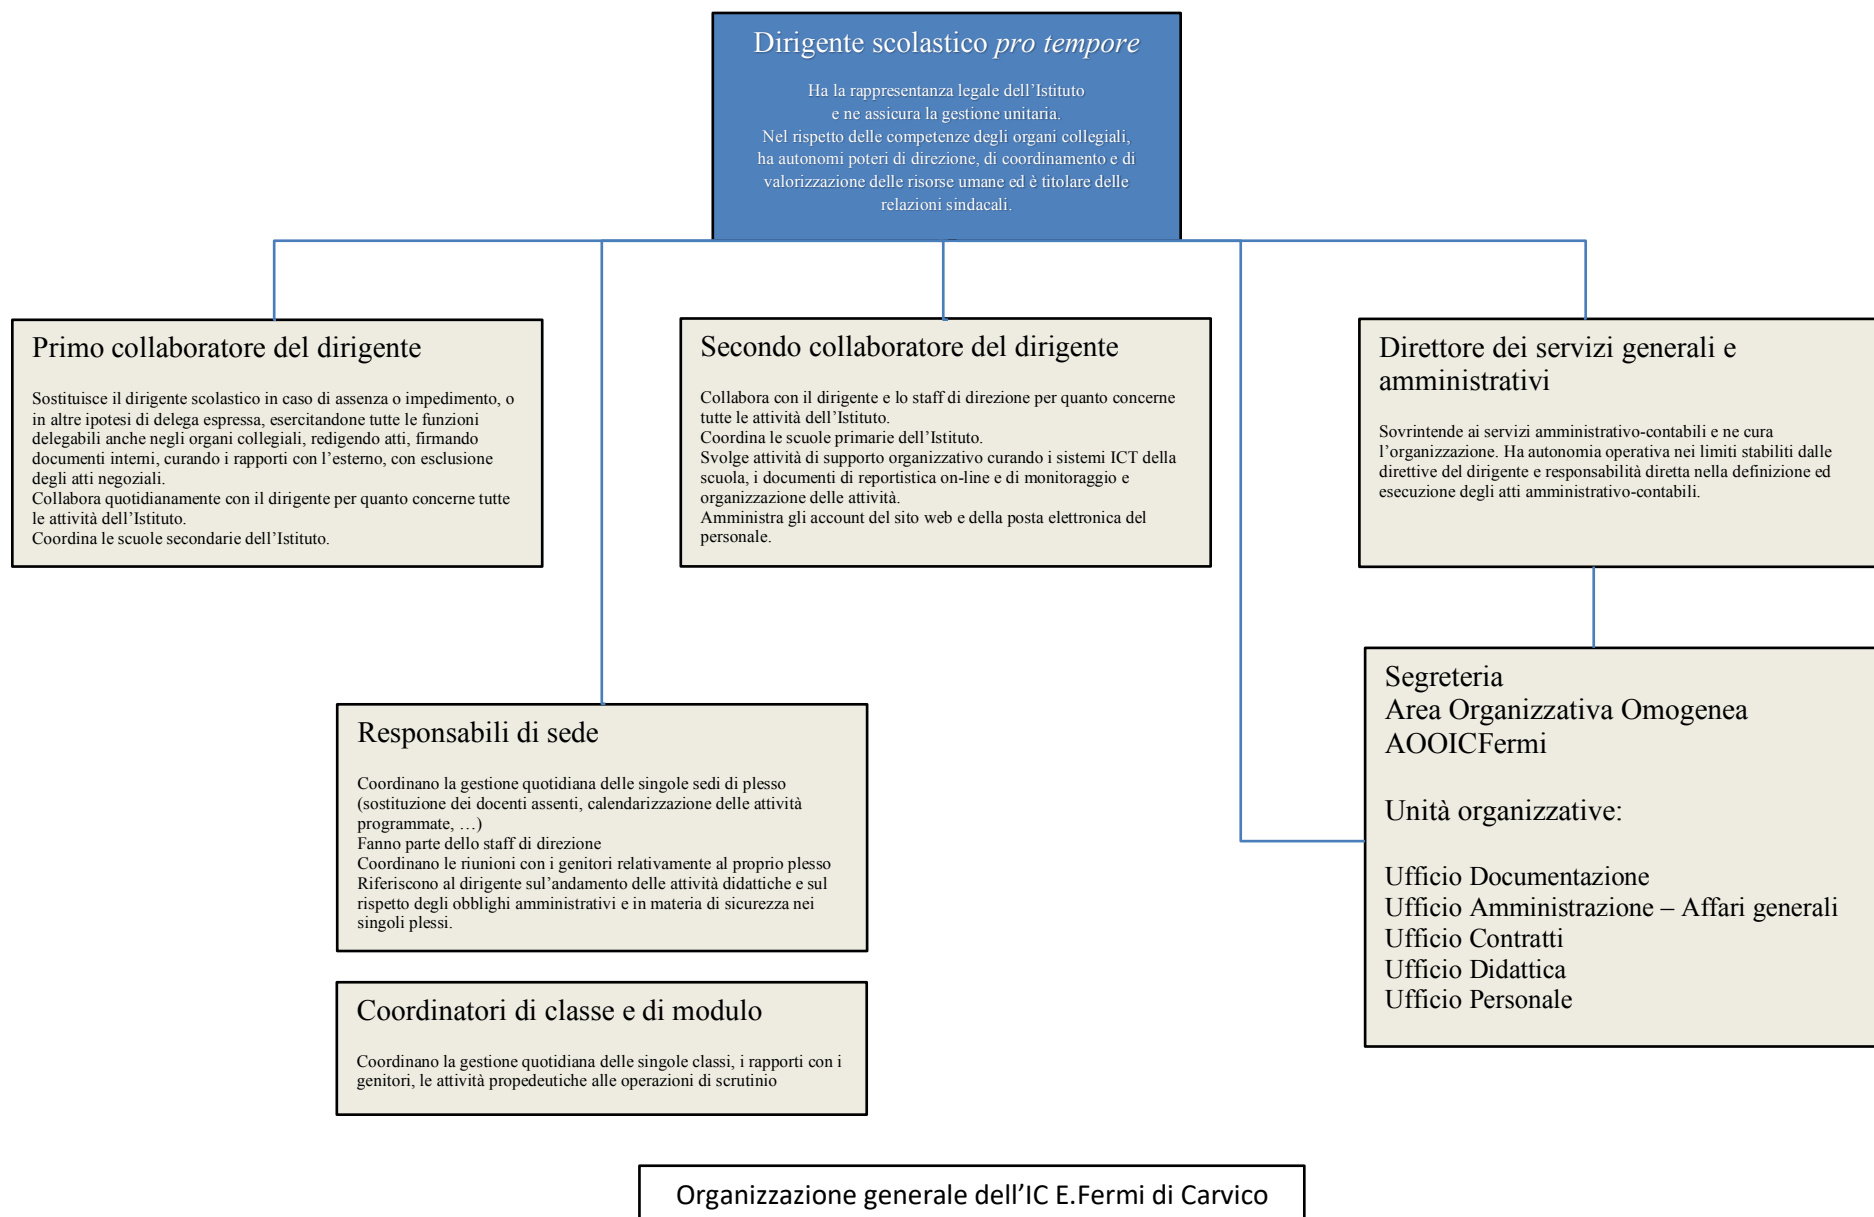 Dirigente scolastico pro tempore
Ha la rappresentanza legale dell’Istituto
e ne assicura la gestione unitaria.
Nel rispetto delle competenze degli organi collegiali,
ha autonomi poteri di direzione, di coordinamento e di
valorizzazione delle risorse umane ed è titolare delle
relazioni sindacali.
Primo collaboratore del dirigente
Sostituisce il dirigente scolastico in caso di assenza o impedimento, o
in altre ipotesi di delega espressa, esercitandone tutte le funzioni
delegabili anche negli organi collegiali, redigendo atti, firmando
documenti interni, curando i rapporti con l’esterno, con esclusione
degli atti negoziali.
Collabora quotidianamente con il dirigente per quanto concerne tutte
le attività dell’Istituto.
Coordina le scuole secondarie dell’Istituto.
Secondo collaboratore del dirigente
Collabora con il dirigente e lo staff di direzione per quanto concerne
tutte le attività dell’Istituto.
Coordina le scuole primarie dell’Istituto.
Svolge attività di supporto organizzativo curando i sistemi ICT della
scuola, i documenti di reportistica on-line e di monitoraggio e
organizzazione delle attività.
Amministra gli account del sito web e della posta elettronica del
personale.
Direttore dei servizi generali e
amministrativi
Sovrintende ai servizi amministrativo-contabili e ne cura
l’organizzazione. Ha autonomia operativa nei limiti stabiliti dalle
direttive del dirigente e responsabilità diretta nella definizione ed
esecuzione degli atti amministrativo-contabili.
Responsabili di sede
Coordinano la gestione quotidiana delle singole sedi di plesso
(sostituzione dei docenti assenti, calendarizzazione delle attività
programmate, …)
Fanno parte dello staff di direzione
Coordinano le riunioni con i genitori relativamente al proprio plesso
Riferiscono al dirigente sull’andamento delle attività didattiche e sul
rispetto degli obblighi amministrativi e in materia di sicurezza nei
singoli plessi.
Segreteria
Area Organizzativa Omogenea
AOOICFermi
Unità organizzative:
Ufficio Documentazione
Ufficio Amministrazione – Affari generali
Ufficio Contratti
Ufficio Didattica
Ufficio Personale
Coordinatori di classe e di modulo
Coordinano la gestione quotidiana delle singole classi, i rapporti con i
genitori, le attività propedeutiche alle operazioni di scrutinio
Organizzazione generale dell’IC E.Fermi di Carvico